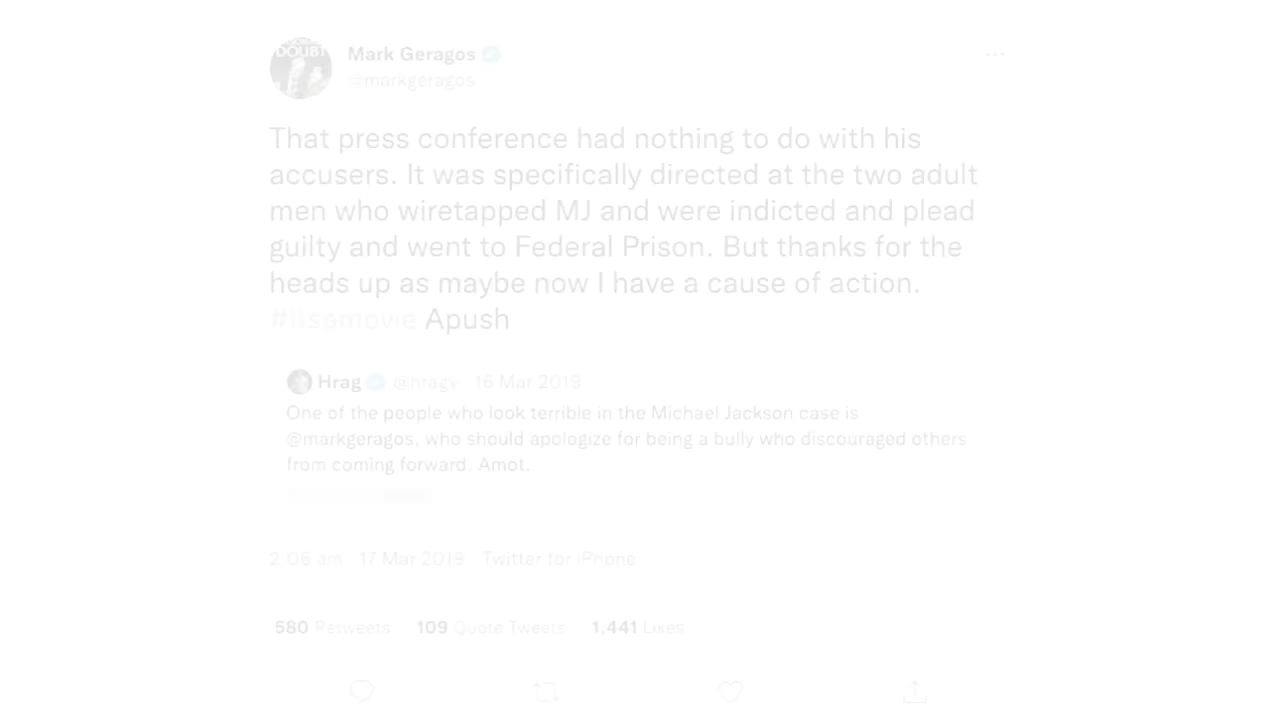 DOUBT
Mark Geragos
@markgeragos
That press conference had nothing to do with his
accusers. It was specifically directed at the two adult
men who wiretapped MJ and were indicted and plead
guilty and went to Federal Prison. But thanks for the
heads up as maybe now I have a cause of action.
#itsamovie Apush
Hrag @hragv · 16 Mar 2019
One of the people who look terrible in the Michael Jackson case is
@markgeragos, who should apologize for being a bully who discouraged others
from coming forward. Amot.
2:06 am · 17 Mar 2019 · Twitter for iPhone
580 Retweets 109 Quote Tweets 1,441 Likes